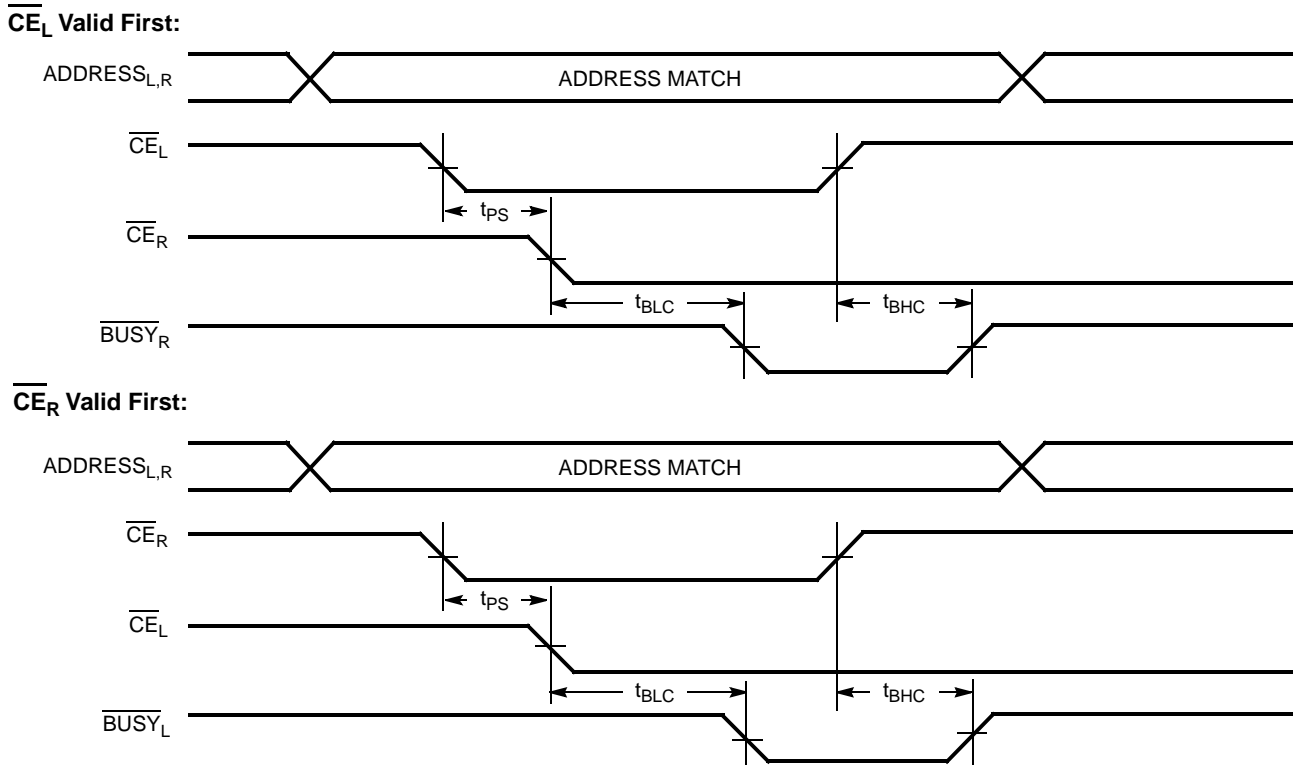 CE_L Valid First:
ADDRESS_L,R
ADDRESS MATCH
CE_L
t_PS
CE_R
t_BLC
t_BHC
BUSY_R
CE_R Valid First:
ADDRESS_L,R
ADDRESS MATCH
CE_R
t_PS
CE_L
t_BLC
t_BHC
BUSY_L